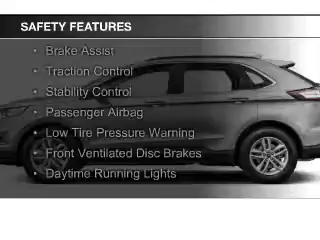 SAFETY FEATURES
• Brake Assist
• Traction Control
• Stability Control
• Passenger Airbag
• Low Tire Pressure Warning
• Front Ventilated Disc Brakes
• Daytime Running Lights